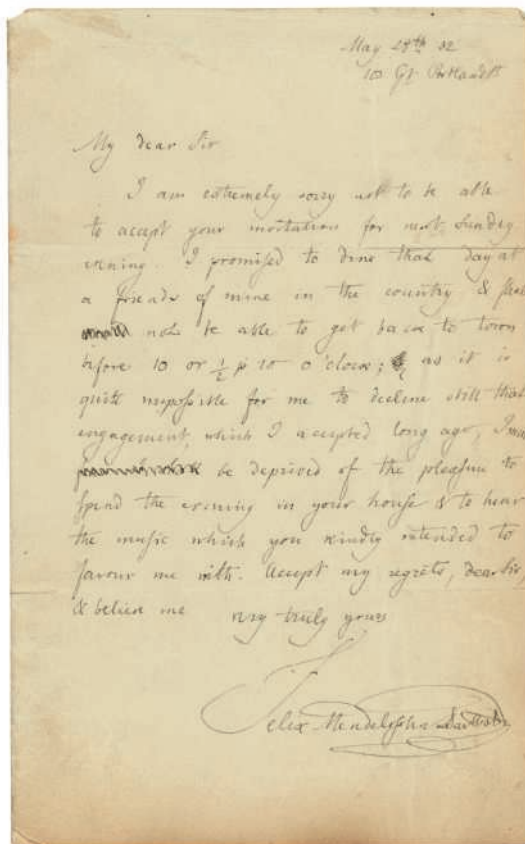 May 28th 32
103 Gt. Portland St
My dear Sir
I am extremely sorry not to be able
to accept your invitation for next Sunday
evening. I promised to dine that day at
a friends of mine in the country & shall
not be able to get back to town
before 10 or ½ p 10 o'clock; as it is
quite impossible for me to decline still that
engagement, which I accepted long ago, I must
be deprived of the pleasure to
spend the evening in your house & to hear
the music which you kindly intended to
favour me with. Accept my regrets, dear Sir,
& believe me very truly yours
Felix Mendelssohn Bartholdy